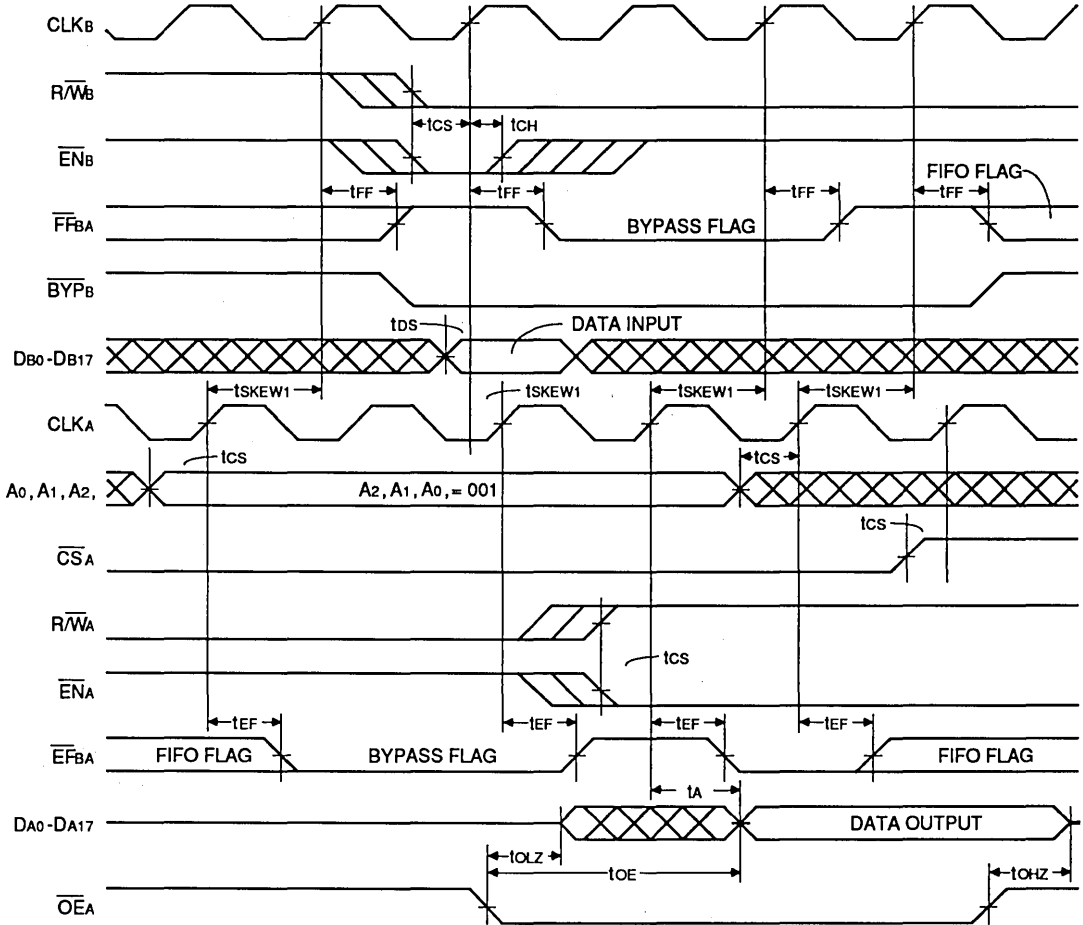 CLKB
R/WB
tCS
tCH
ENB
tFF
tFF
tFF
tFF
FIFO FLAG
FFBA
BYPASS FLAG
BYPB
tDS
DATA INPUT
DB0-DB17
tSKEW1
tSKEW1
tSKEW1
tSKEW1
CLKA
tCS
tCS
A0, A1, A2,
A2, A1, A0, = 001
tCS
CSA
R/WA
tCS
ENA
tEF
tEF
tEF
tEF
EFBA
FIFO FLAG
BYPASS FLAG
FIFO FLAG
tA
DA0-DA17
DATA OUTPUT
tOLZ
tOE
tOHZ
OEA